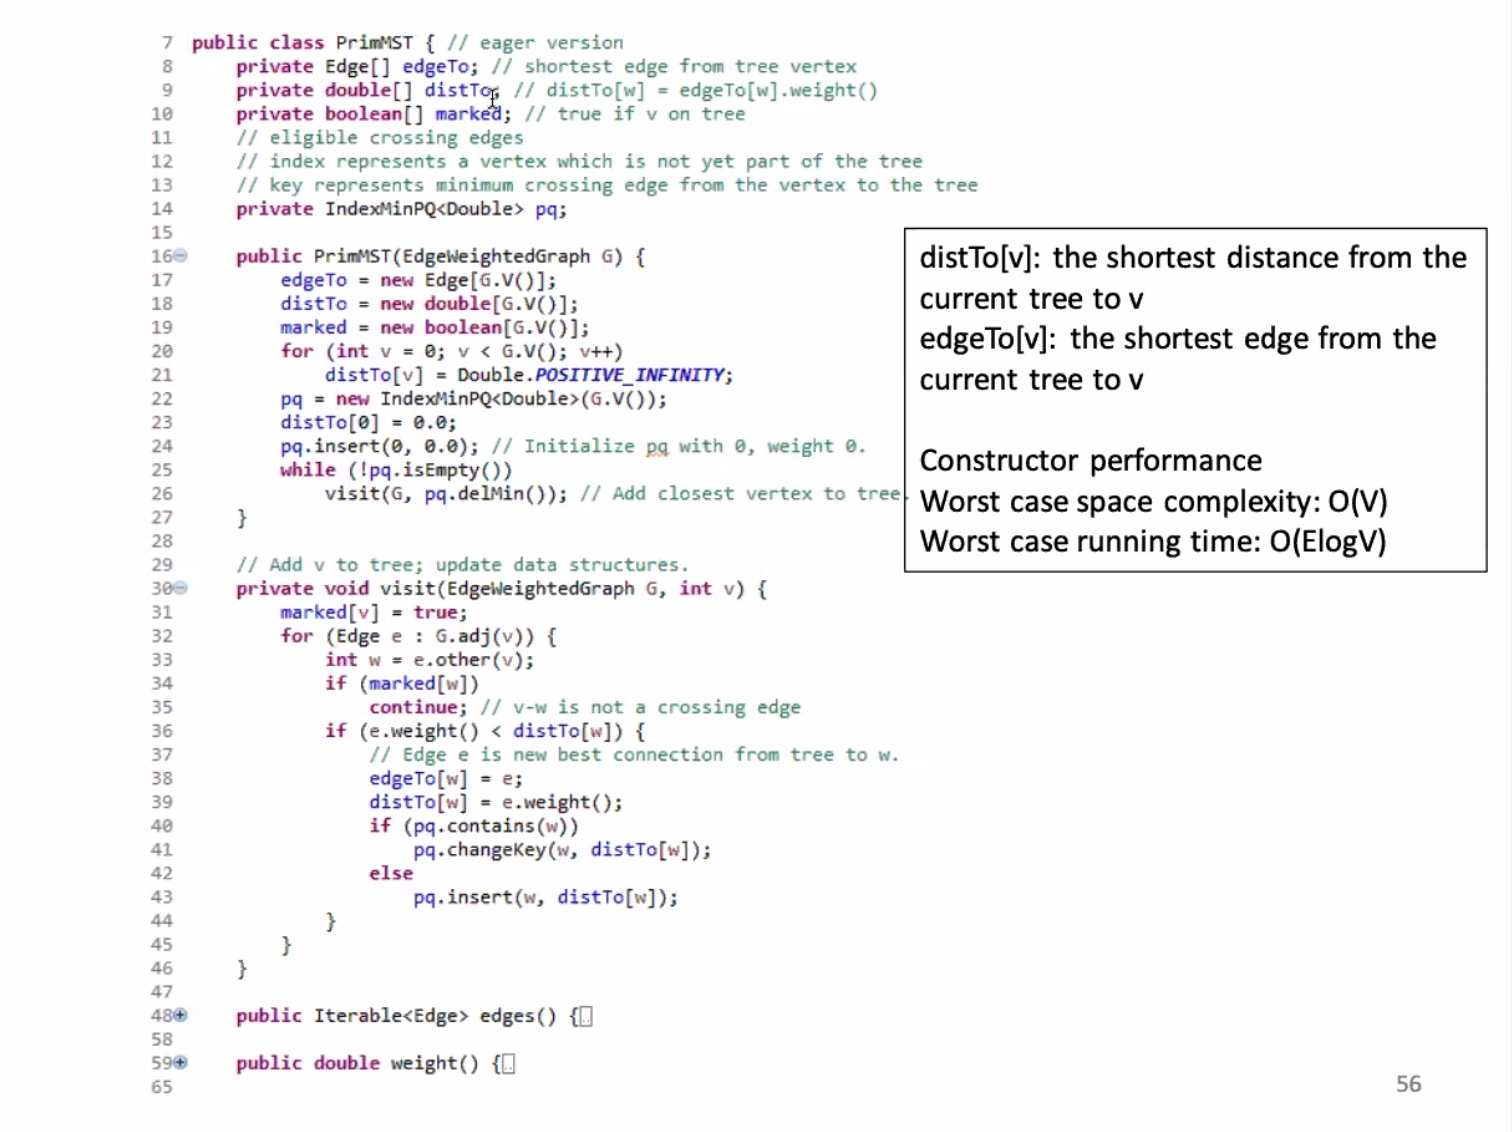 7 public class PrimMST { // eager version
8 private Edge[] edgeTo; // shortest edge from tree vertex
9 private double[] distTo; // distTo[w] = edgeTo[w].weight()
10 private boolean[] marked; // true if v on tree
11 // eligible crossing edges
12 // index represents a vertex which is not yet part of the tree
13 // key represents minimum crossing edge from the vertex to the tree
14 private IndexMinPQ<Double> pq;
15
16 public PrimMST(EdgeWeightedGraph G) {
17 edgeTo = new Edge[G.V()];
18 distTo = new double[G.V()];
19 marked = new boolean[G.V()];
20 for (int v = 0; v < G.V(); v++)
21 distTo[v] = Double.POSITIVE_INFINITY;
22 pq = new IndexMinPQ<Double>(G.V());
23 distTo[0] = 0.0;
24 pq.insert(0, 0.0); // Initialize pq with 0, weight 0.
25 while (!pq.isEmpty())
26 visit(G, pq.delMin()); // Add closest vertex to tree.
27 }
28
29 // Add v to tree; update data structures.
30 private void visit(EdgeWeightedGraph G, int v) {
31 marked[v] = true;
32 for (Edge e : G.adj(v)) {
33 int w = e.other(v);
34 if (marked[w])
35 continue; // v-w is not a crossing edge
36 if (e.weight() < distTo[w]) {
37 // Edge e is new best connection from tree to w.
38 edgeTo[w] = e;
39 distTo[w] = e.weight();
40 if (pq.contains(w))
41 pq.changeKey(w, distTo[w]);
42 else
43 pq.insert(w, distTo[w]);
44 }
45 }
46 }
47
48 public Iterable<Edge> edges() {
58
59 public double weight() {
65
distTo[v]: the shortest distance from the
current tree to v
edgeTo[v]: the shortest edge from the
current tree to v
Constructor performance
Worst case space complexity: O(V)
Worst case running time: O(ElogV)
56